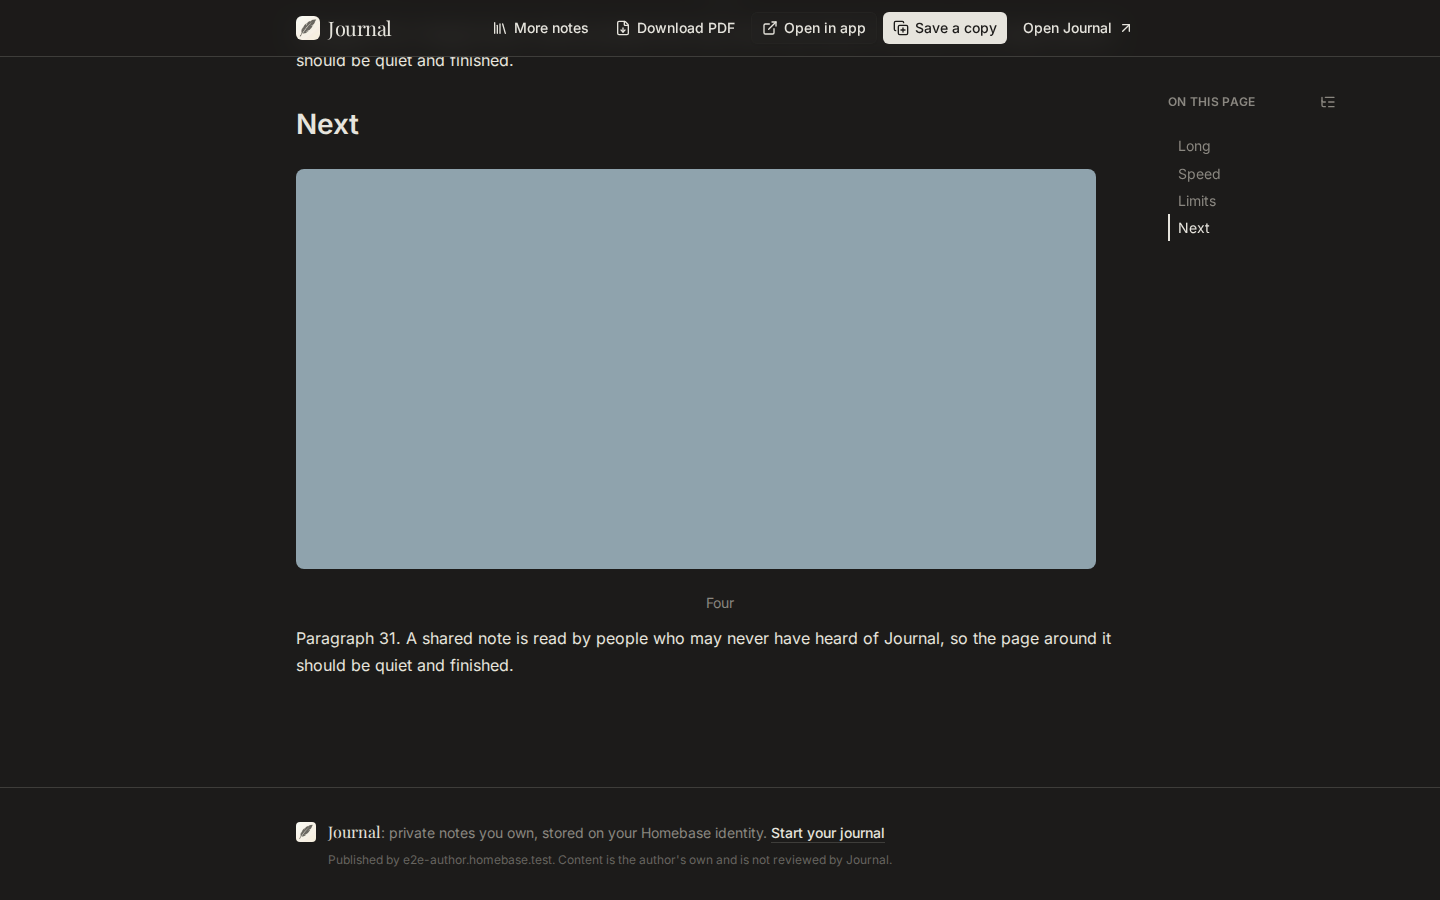 Journal
More notes
Download PDF
Open in app
Save a copy
Open Journal
should be quiet and finished.
Next
ON THIS PAGE
Long
Speed
Limits
Next
Four
Paragraph 31. A shared note is read by people who may never have heard of Journal, so the page around it
should be quiet and finished.
Journal: private notes you own, stored on your Homebase identity. Start your journal
Published by e2e-author.homebase.test. Content is the author's own and is not reviewed by Journal.